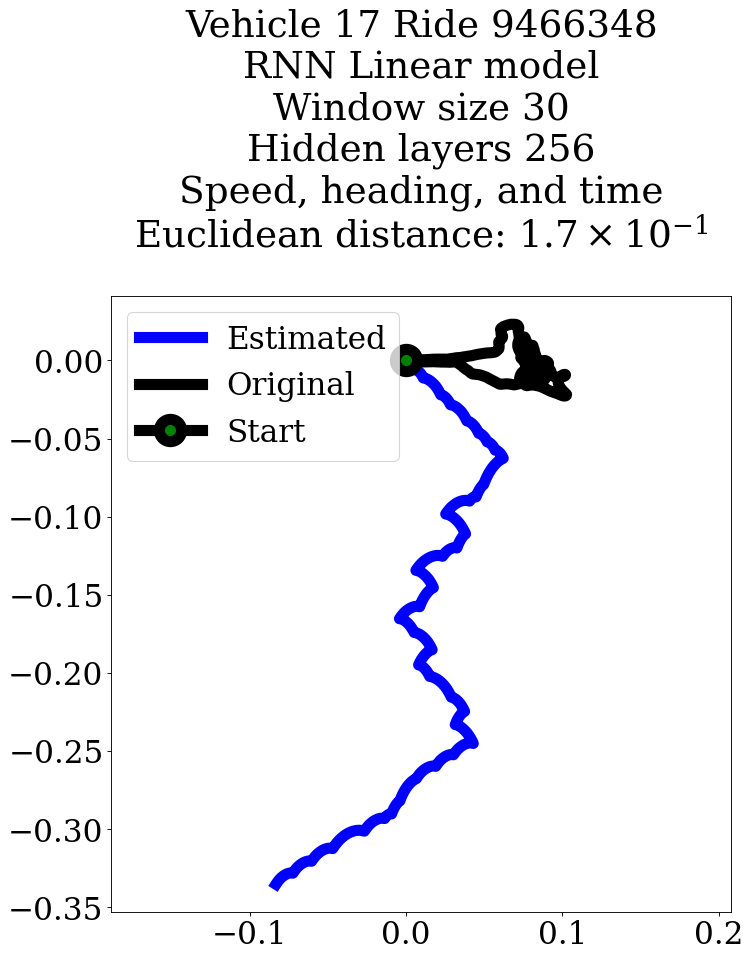 Vehicle 17 Ride 9466348
RNN Linear model
Window size 30
Hidden layers 256
Speed, heading, and time
Euclidean distance: 1.7 × 10⁻¹
Estimated
Original
Start
0.00
−0.05
−0.10
−0.15
−0.20
−0.25
−0.30
−0.35
−0.1 0.0 0.1 0.2